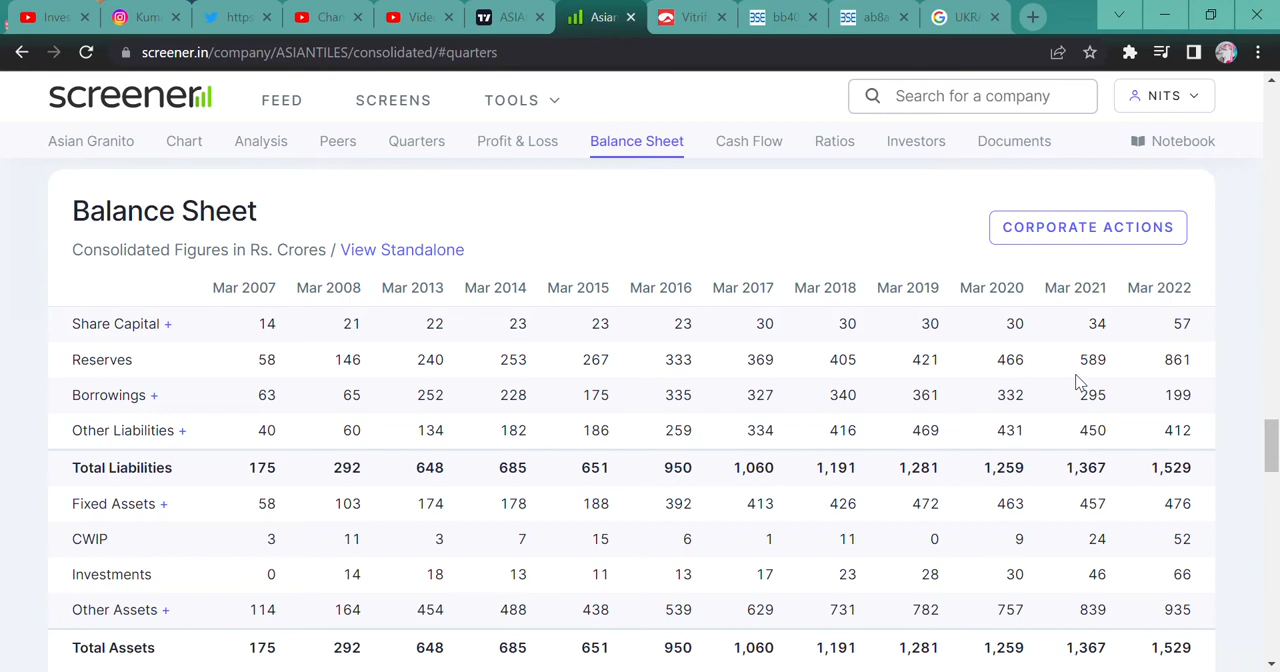 Inves
Kum
https
Chan
Vide
ASIA
Asian
Vitrif
bb40
ab8a
UKRA
screener.in/company/ASIANTILES/consolidated/#quarters
screener FEED SCREENS TOOLS Search for a company NITS
Asian Granito Chart Analysis Peers Quarters Profit & Loss Balance Sheet Cash Flow Ratios Investors Documents Notebook
Balance Sheet
CORPORATE ACTIONS
Consolidated Figures in Rs. Crores / View Standalone
Mar 2007 Mar 2008 Mar 2013 Mar 2014 Mar 2015 Mar 2016 Mar 2017 Mar 2018 Mar 2019 Mar 2020 Mar 2021 Mar 2022
Share Capital + 14 21 22 23 23 23 30 30 30 30 34 57
Reserves 58 146 240 253 267 333 369 405 421 466 589 861
Borrowings + 63 65 252 228 175 335 327 340 361 332 295 199
Other Liabilities + 40 60 134 182 186 259 334 416 469 431 450 412
Total Liabilities 175 292 648 685 651 950 1,060 1,191 1,281 1,259 1,367 1,529
Fixed Assets + 58 103 174 178 188 392 413 426 472 463 457 476
CWIP 3 11 3 7 15 6 1 11 0 9 24 52
Investments 0 14 18 13 11 13 17 23 28 30 46 66
Other Assets + 114 164 454 488 438 539 629 731 782 757 839 935
Total Assets 175 292 648 685 651 950 1,060 1,191 1,281 1,259 1,367 1,529